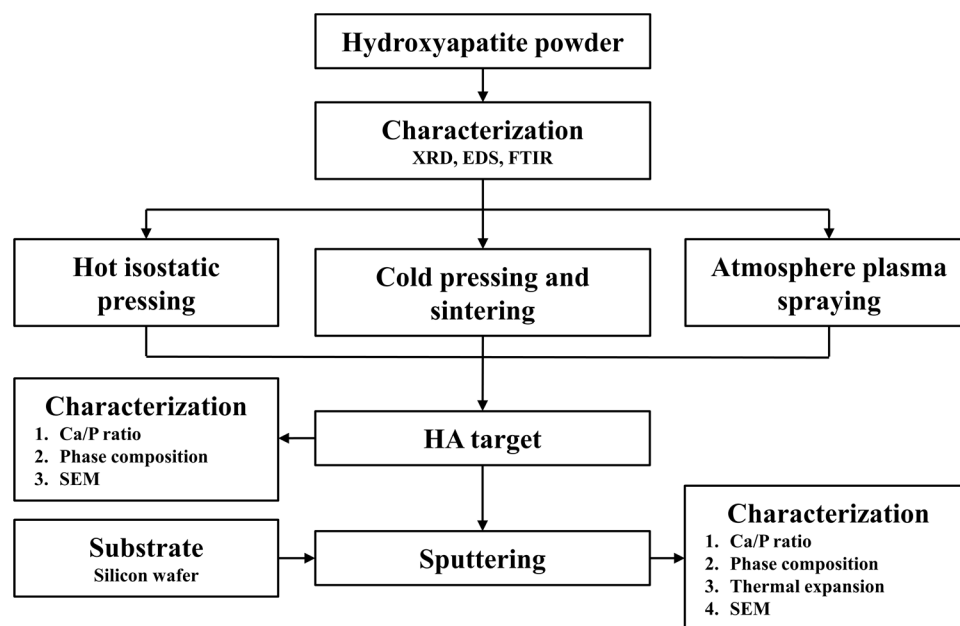 Hydroxyapatite powder
Characterization
XRD, EDS, FTIR
Hot isostatic
pressing
Cold pressing and
sintering
Atmosphere plasma
spraying
Characterization
1. Ca/P ratio
2. Phase composition
3. SEM
HA target
Substrate
Silicon wafer
Sputtering
Characterization
1. Ca/P ratio
2. Phase composition
3. Thermal expansion
4. SEM